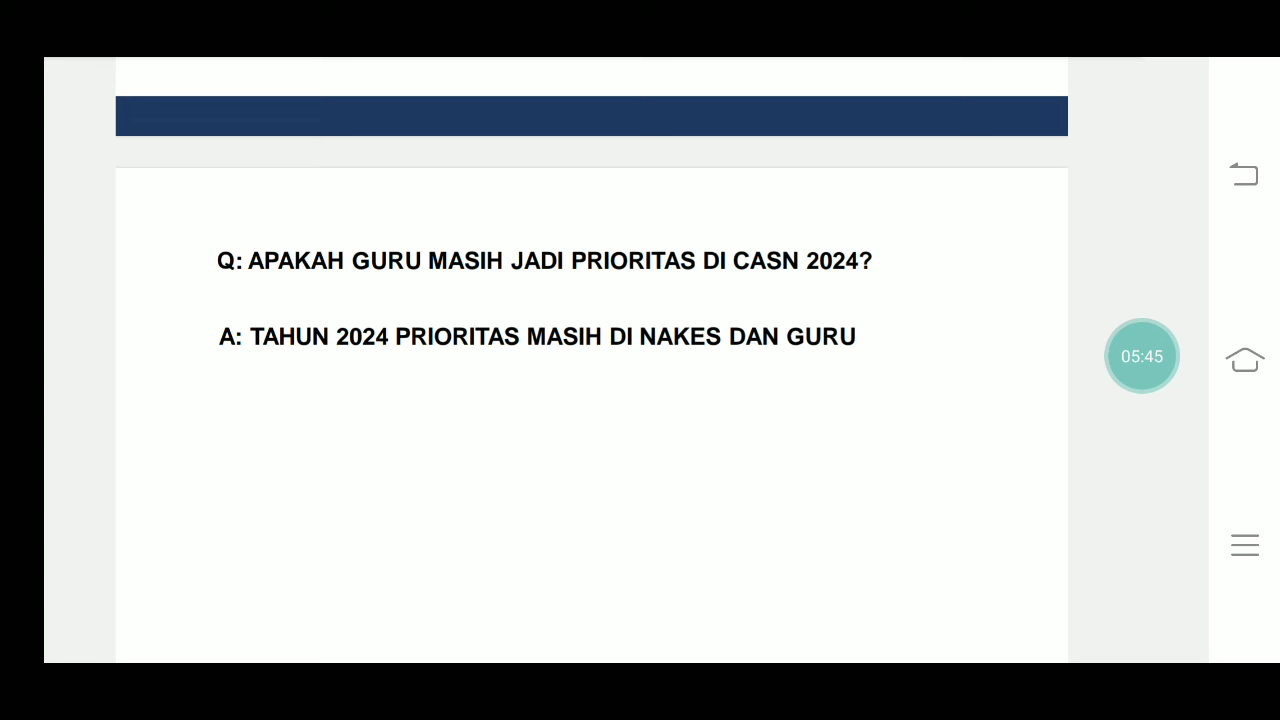 Q: APAKAH GURU MASIH JADI PRIORITAS DI CASN 2024?
A: TAHUN 2024 PRIORITAS MASIH DI NAKES DAN GURU
05:45